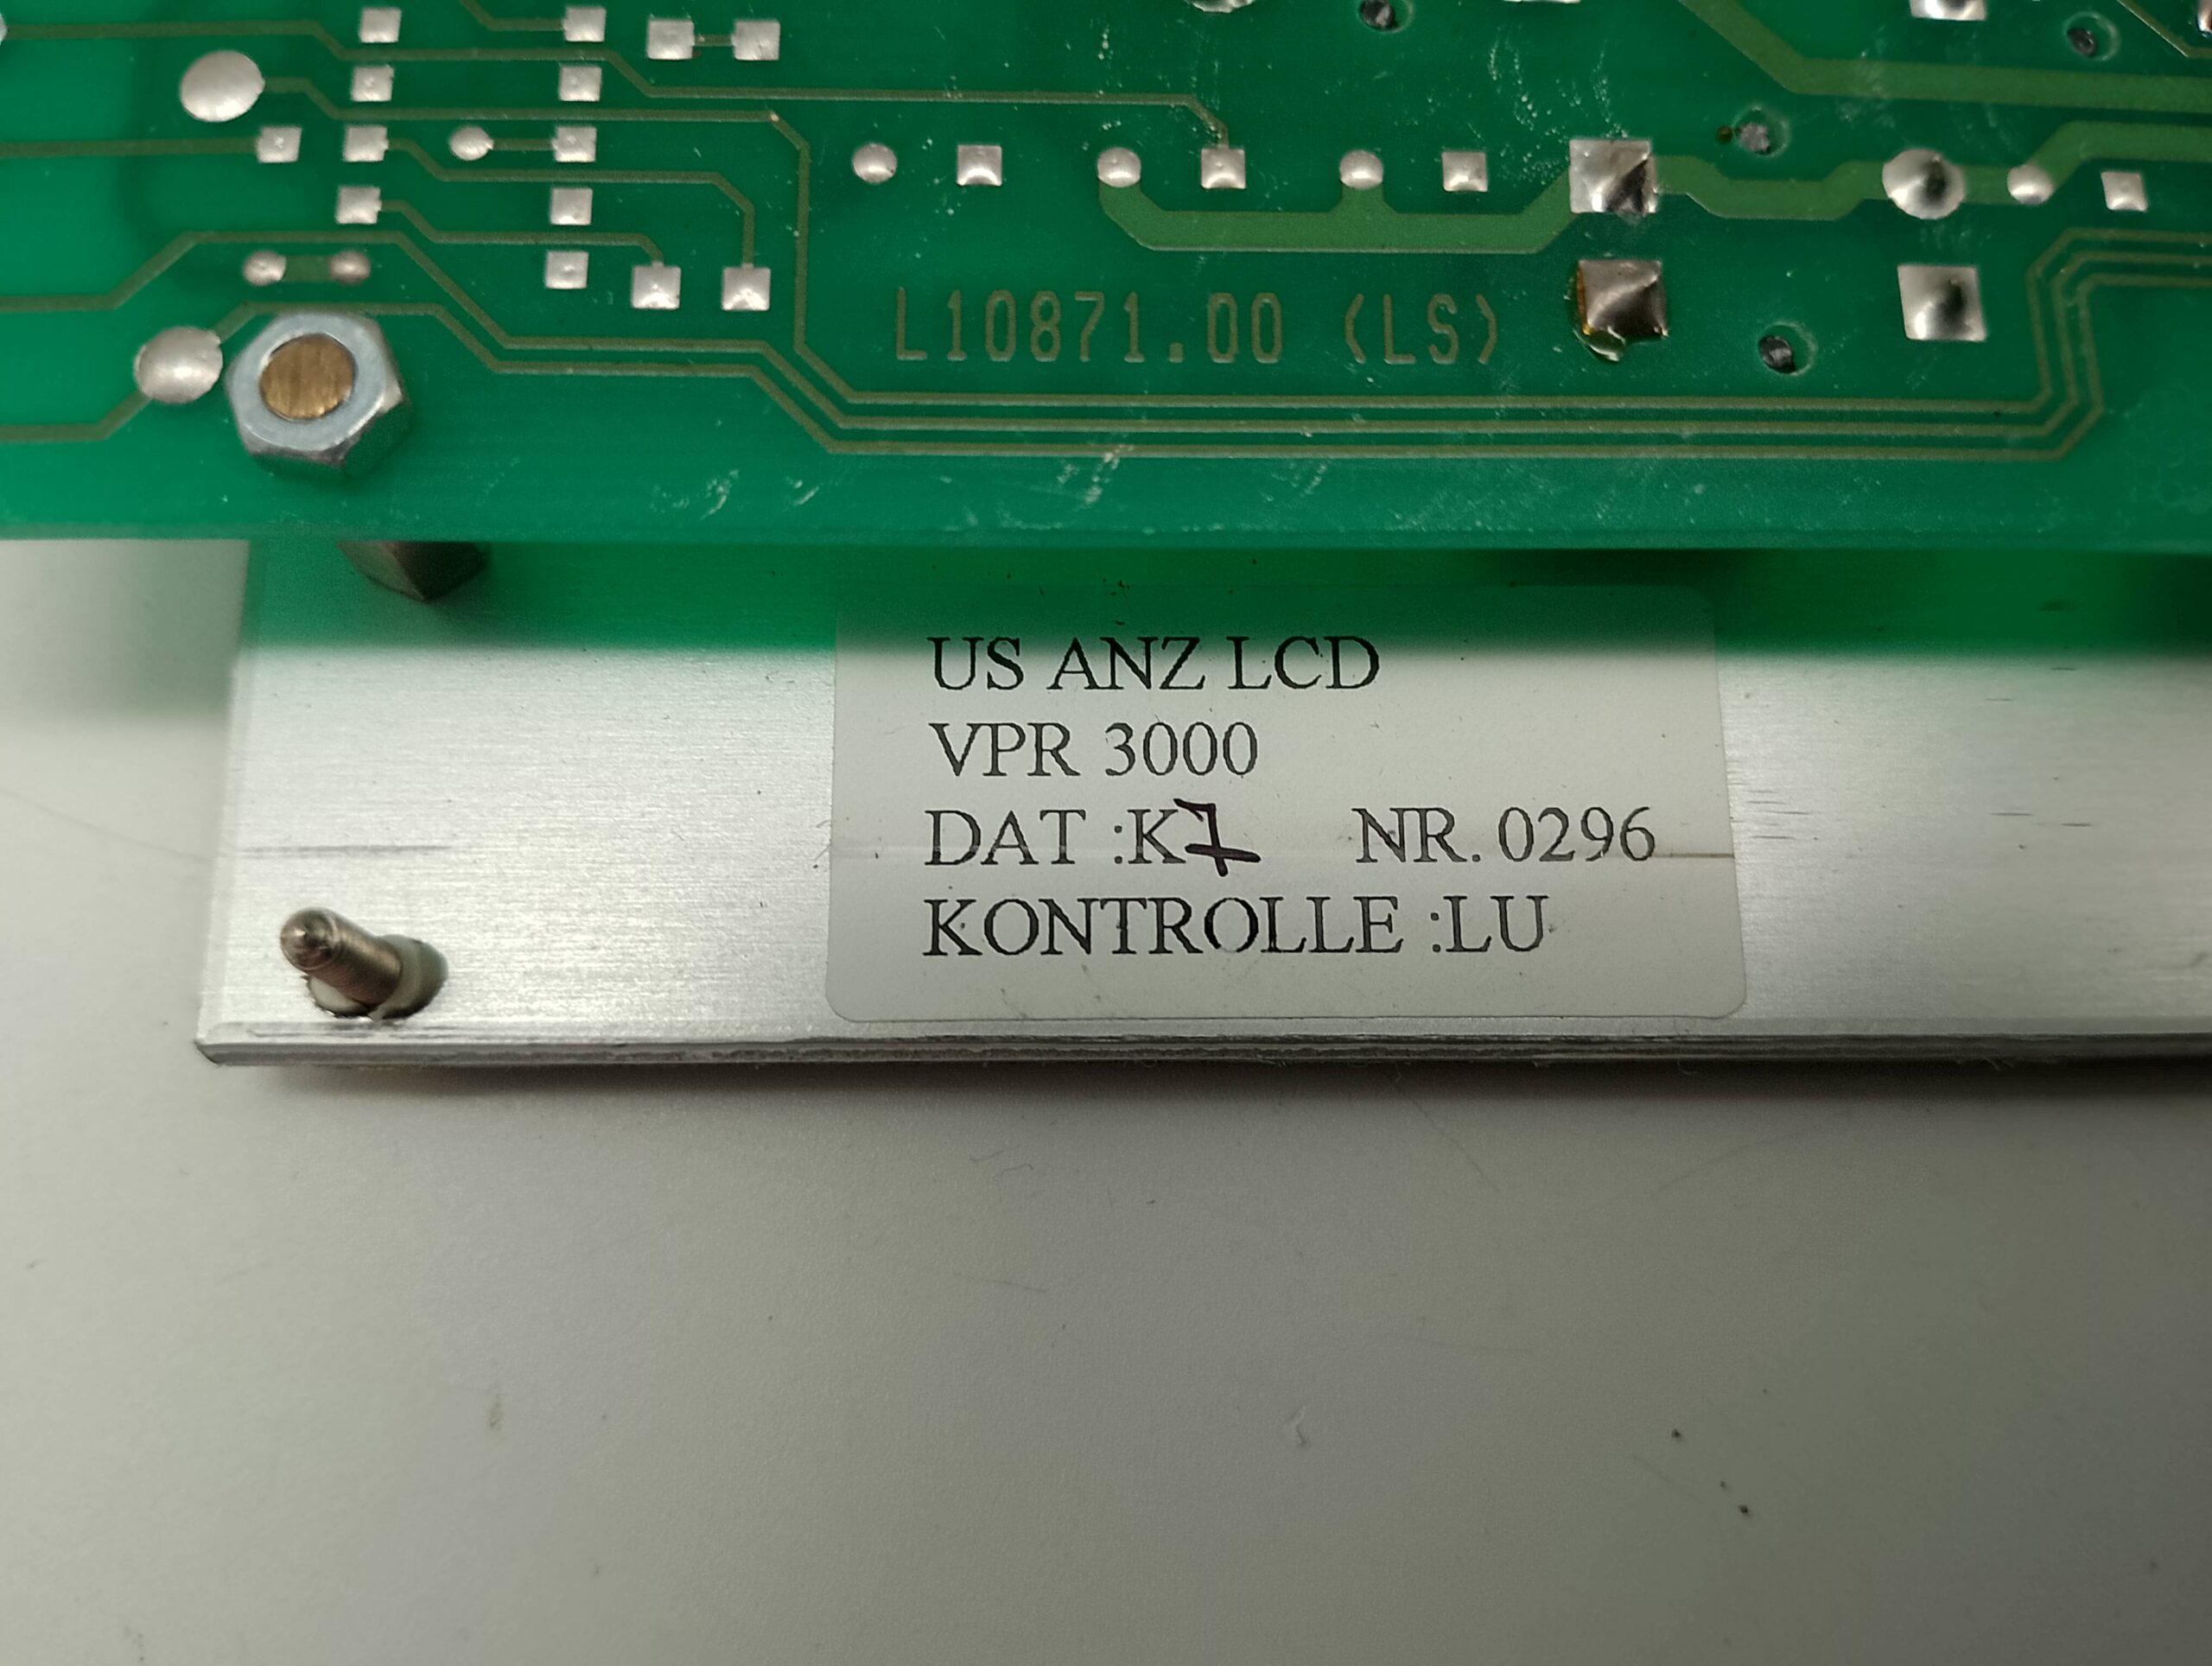 L10871.00 (LS)
US ANZ LCD
VPR 3000
DAT :K7 NR. 0296
KONTROLLE :LU